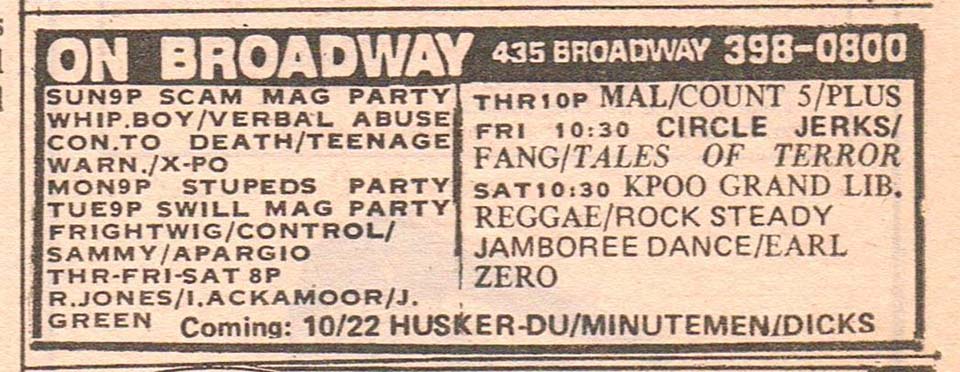 ON BROADWAY 435 BROADWAY 398-0800
SUN9P SCAM MAG PARTY
WHIP.BOY/VERBAL ABUSE
CON.TO DEATH/TEENAGE
WARN./X-PO
MON9P STUPEDS PARTY
TUE9P SWILL MAG PARTY
FRIGHTWIG/CONTROL/
SAMMY/APARGIO
THR-FRI-SAT 8P
R.JONES/I.ACKAMOOR/J.
GREEN
THR10P MAL/COUNT 5/PLUS
FRI 10:30 CIRCLE JERKS/
FANG/TALES OF TERROR
SAT10:30 KPOO GRAND LIB.
REGGAE/ROCK STEADY
JAMBOREE DANCE/EARL
ZERO
Coming: 10/22 HUSKER-DU/MINUTEMEN/DICKS